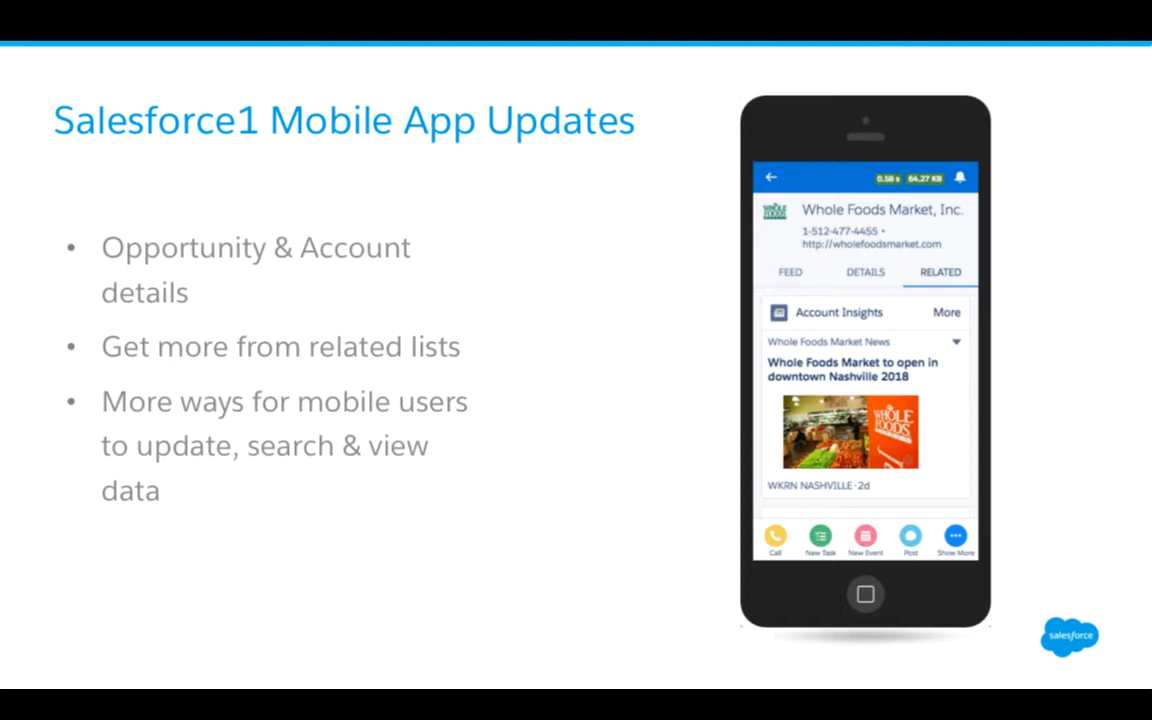 Salesforce1 Mobile App Updates
• Opportunity & Account
details
• Get more from related lists
• More ways for mobile users
to update, search & view
data
0.58 s 64.27 KB
WHOLE
FOODS
Whole Foods Market, Inc.
1-512-477-4455 •
http://wholefoodsmarket.com
FEED DETAILS RELATED
Account Insights More
Whole Foods Market News
Whole Foods Market to open in
downtown Nashville 2018
WHOLE
FOODS
WKRN NASHVILLE · 2d
Call New Task New Event Post Show More
salesforce